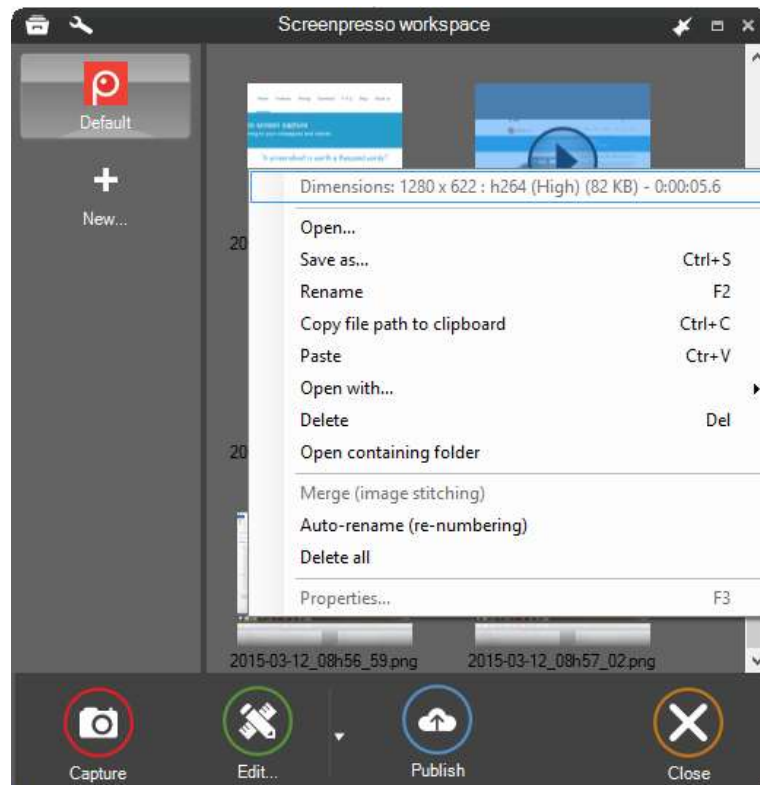 Screenpresso workspace
Default
New...
Dimensions: 1280 x 622 : h264 (High) (82 KB) - 0:00:05.6
Open...
Save as... Ctrl+S
Rename F2
Copy file path to clipboard Ctrl+C
Paste Ctr+V
Open with...
Delete Del
Open containing folder
Merge (image stitching)
Auto-rename (re-numbering)
Delete all
Properties... F3
20
20
2015-03-12_08h56_59.png 2015-03-12_08h57_02.png
Capture Edit... Publish Close